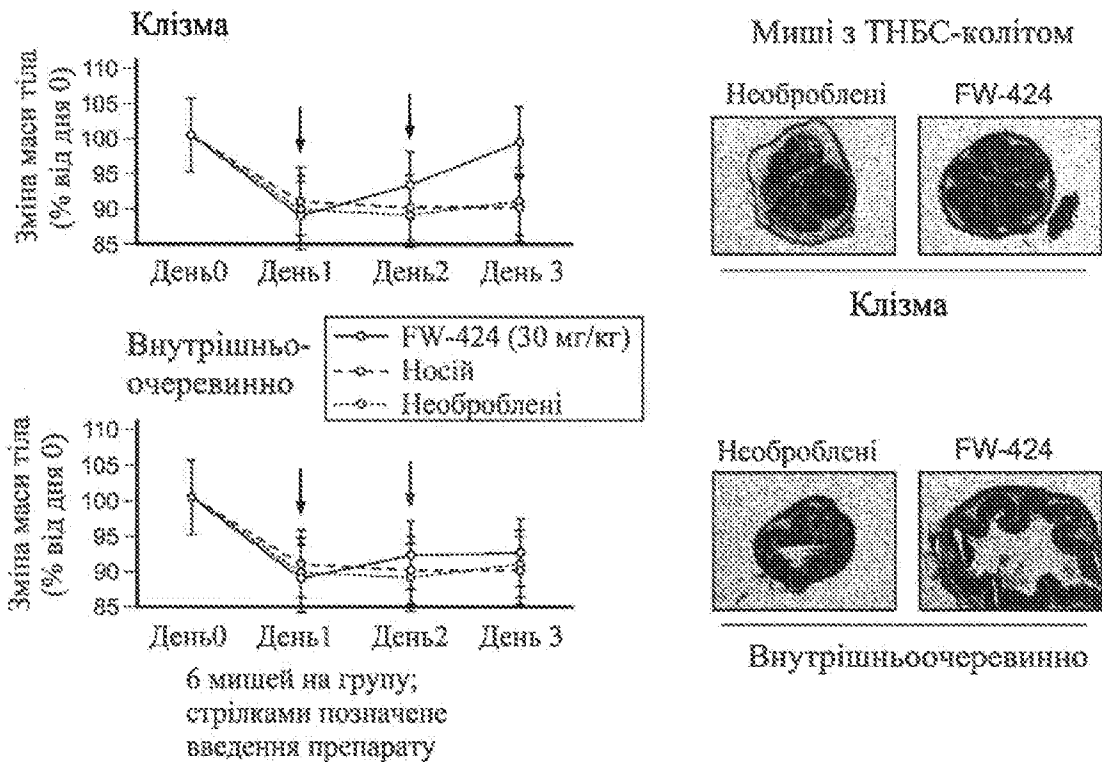 Клізма
Зміна маси тіла
(% від дня 0)
110
105
100
95
90
85
День0 День1 День2 День 3
Миші з ТНБС-колітом
Необроблені FW-424
Клізма
Внутрішньо-
очеревинно
FW-424 (30 мг/кг)
Носій
Необроблені
Зміна маси тіла
(% від дня 0)
110
105
100
95
90
85
День0 День1 День2 День 3
6 мишей на групу;
стрілками позначене
введення препарату
Необроблені FW-424
Внутрішньоочеревинно